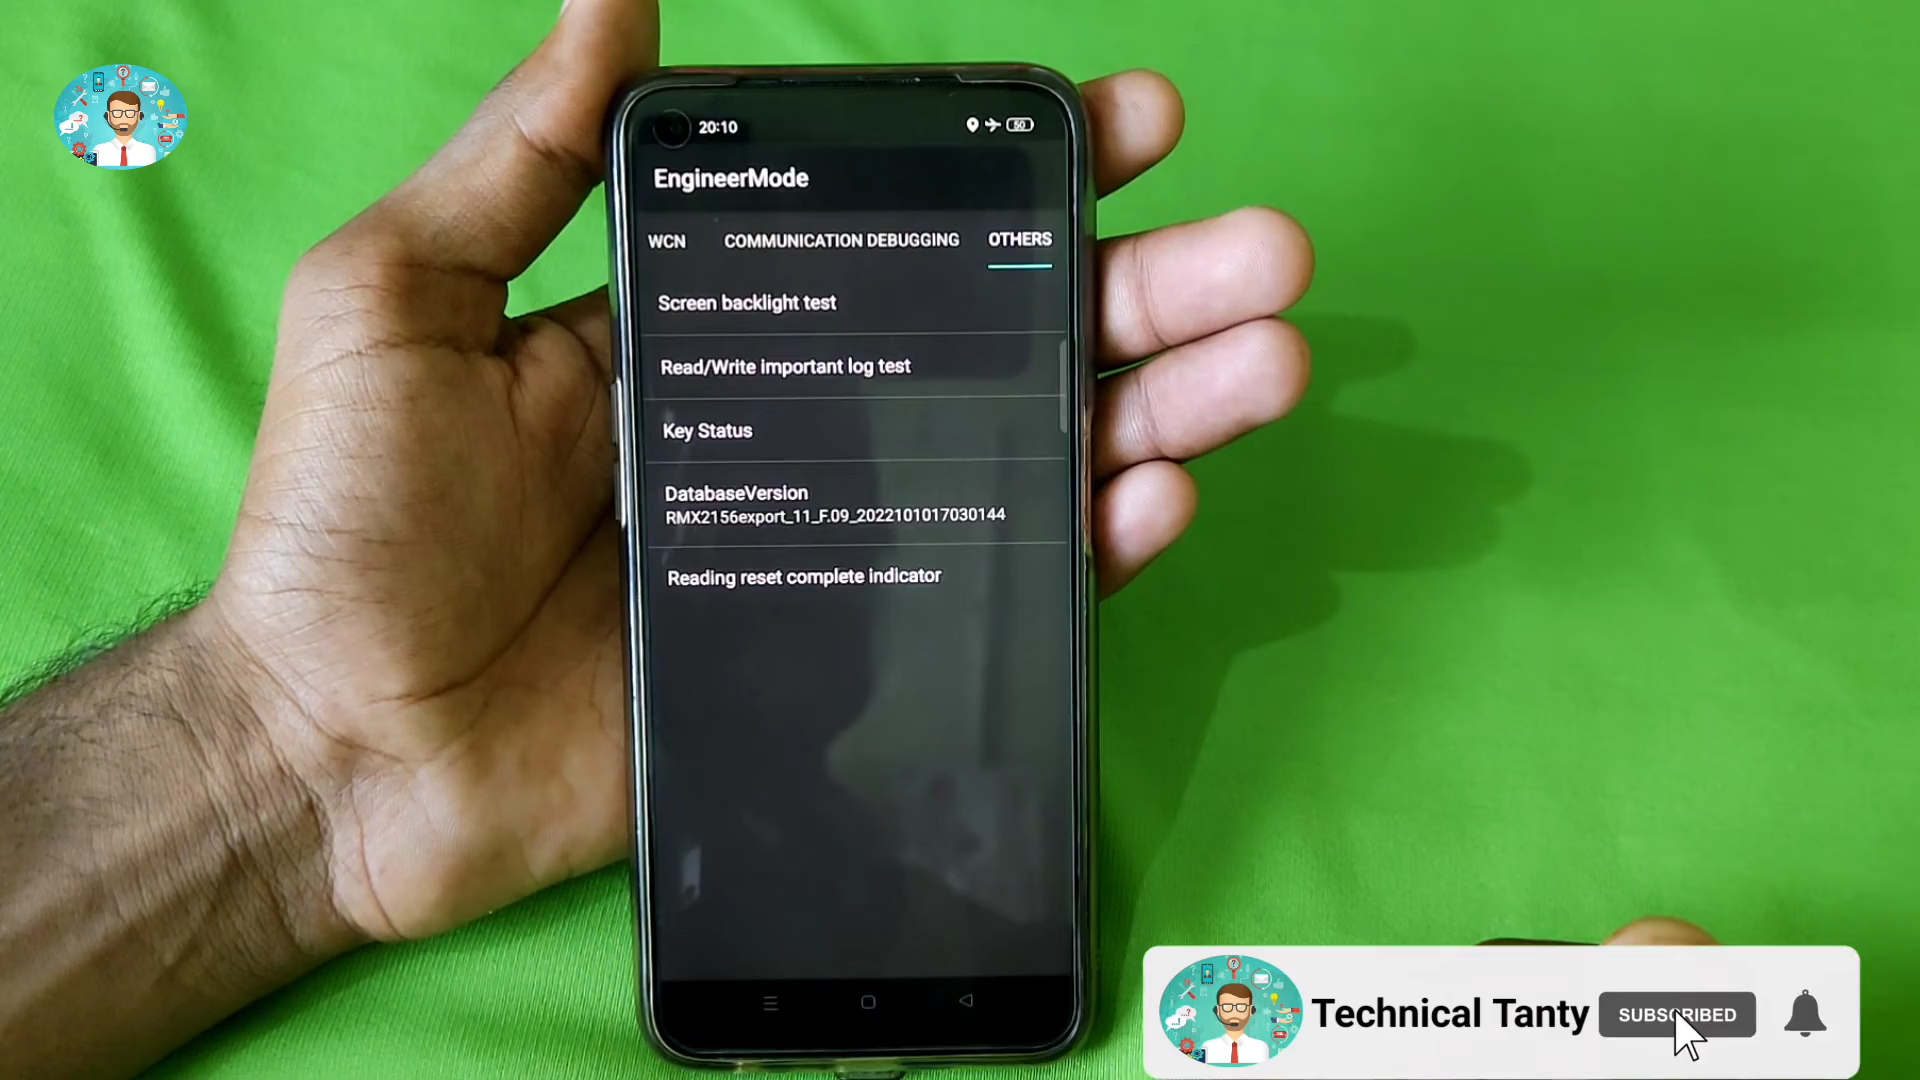 20:10
50
EngineerMode
WCN COMMUNICATION DEBUGGING OTHERS
Screen backlight test
Read/Write important log test
Key Status
DatabaseVersion
RMX2156export_11_F.09_2022101017030144
Reading reset complete indicator
Technical Tanty
SUBSCRIBED